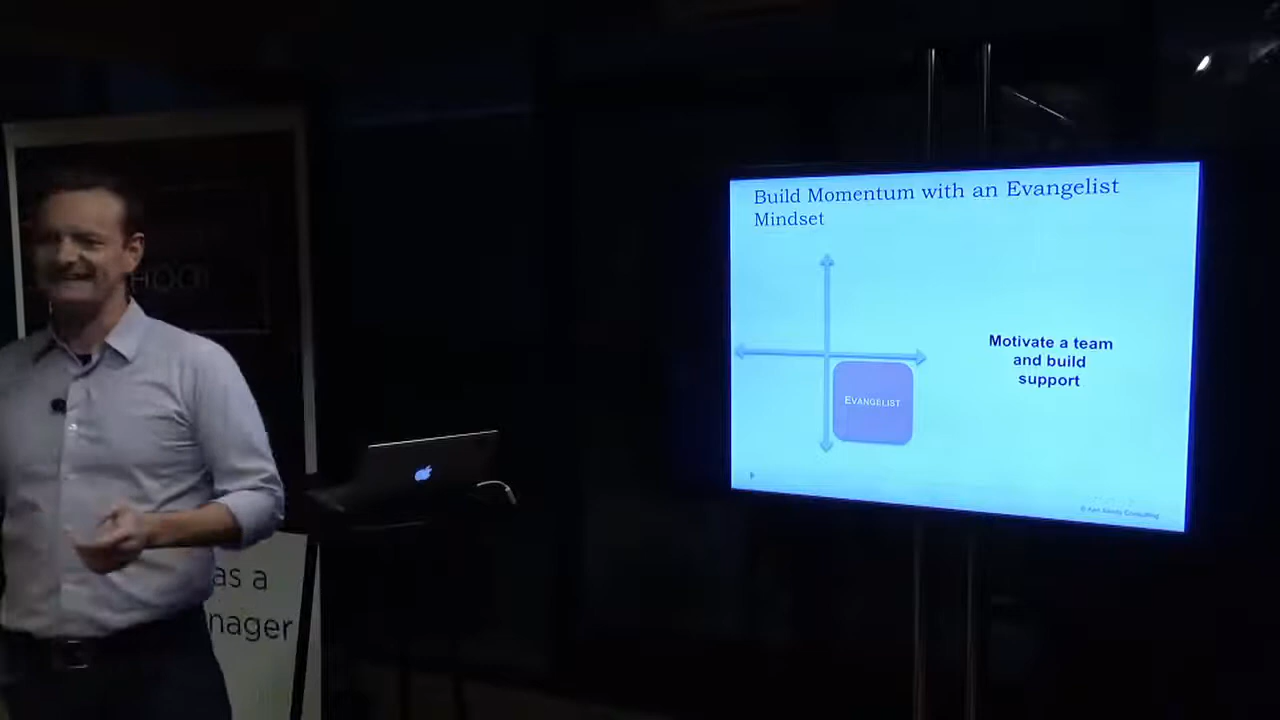 Build Momentum with an Evangelist
Mindset
Motivate a team
and build
support
EVANGELIST
as a
nager